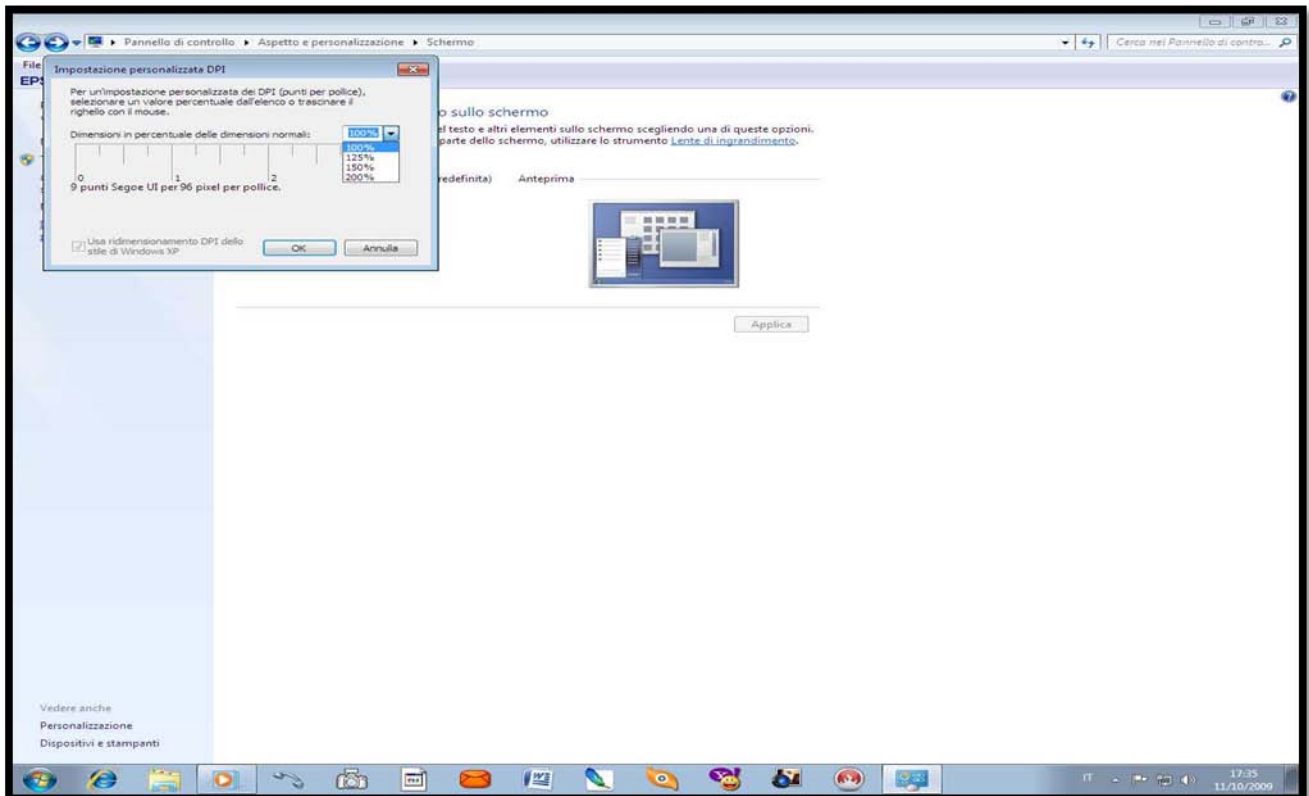 Pannello di controllo ▸ Aspetto e personalizzazione ▸ Schermo
Cerca nel Pannello di contro...
File
EPS
Impostazione personalizzata DPI
Per un'impostazione personalizzata dei DPI (punti per pollice),
selezionare un valore percentuale dall'elenco o trascinare il
righello con il mouse.
Dimensioni in percentuale delle dimensioni normali: 100%
100%
125%
150%
200%
0 1 2
9 punti Segoe UI per 96 pixel per pollice.
Usa ridimensionamento DPI dello
stile di Windows XP
OK
Annulla
o sullo schermo
el testo e altri elementi sullo schermo scegliendo una di queste opzioni.
parte dello schermo, utilizzare lo strumento Lente di ingrandimento.
redefinita) Anteprima
Applica
Vedere anche
Personalizzazione
Dispositivi e stampanti
IT
17:35
11/10/2009